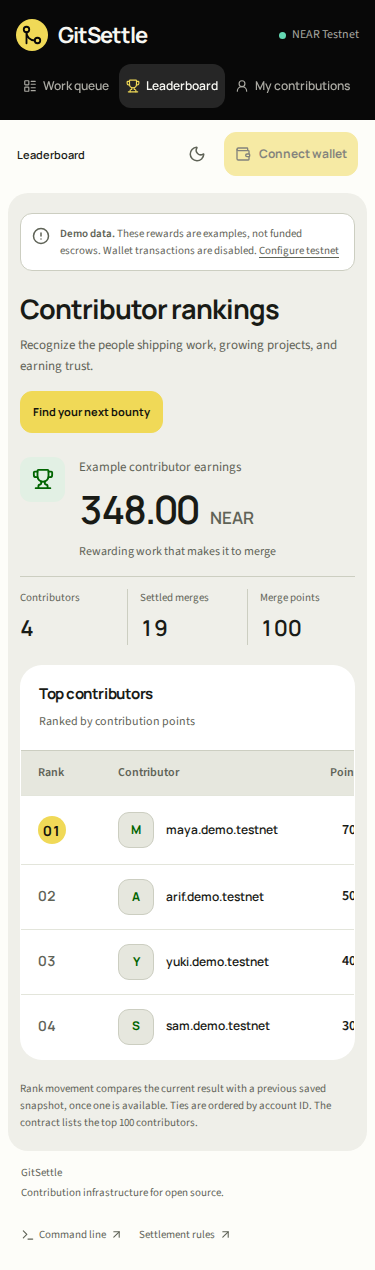 GitSettle
NEAR Testnet
Work queue
Leaderboard
My contributions
Leaderboard
Connect wallet
Demo data. These rewards are examples, not funded
escrows. Wallet transactions are disabled. Configure testnet
Contributor rankings
Recognize the people shipping work, growing projects, and
earning trust.
Find your next bounty
Example contributor earnings
348.00 NEAR
Rewarding work that makes it to merge
Contributors
Settled merges
Merge points
4
19
100
Top contributors
Ranked by contribution points
Rank
Contributor
01
M
maya.demo.testnet
02
A
arif.demo.testnet
03
Y
yuki.demo.testnet
04
S
sam.demo.testnet
Rank movement compares the current result with a previous saved
snapshot, once one is available. Ties are ordered by account ID. The
contract lists the top 100 contributors.
GitSettle
Contribution infrastructure for open source.
Command line
Settlement rules